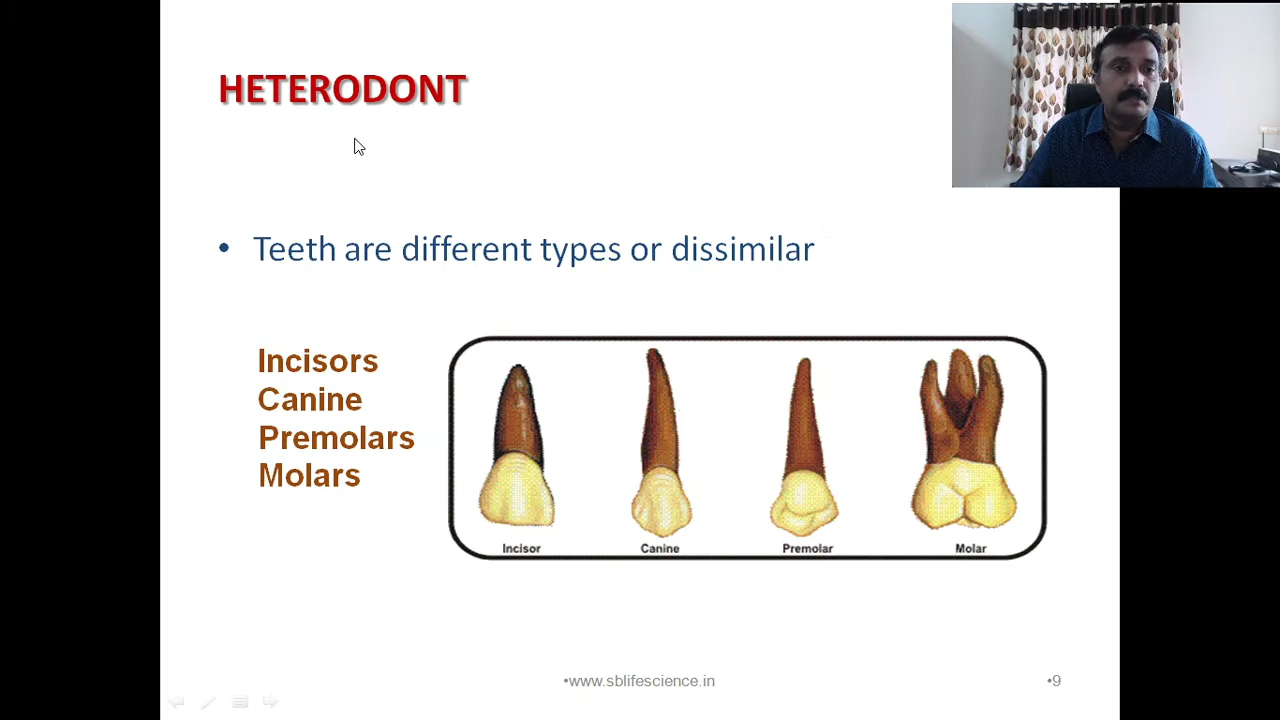 HETERODONT
• Teeth are different types or dissimilar
Incisors
Canine
Premolars
Molars
Incisor
Canine
Premolar
Molar
•www.sblifescience.in
•9